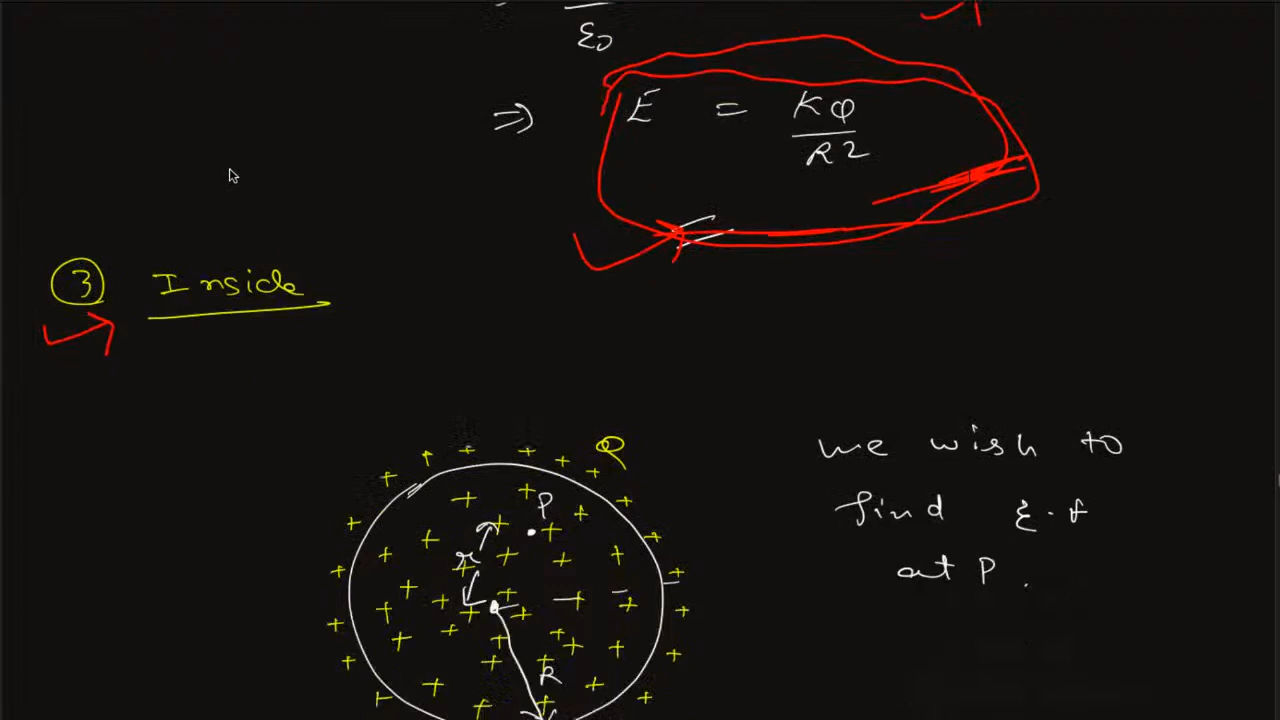 ε0
⇒ E = KQ
R2
③ Inside
Q
we wish to
P
find E.f
r
at P.
R